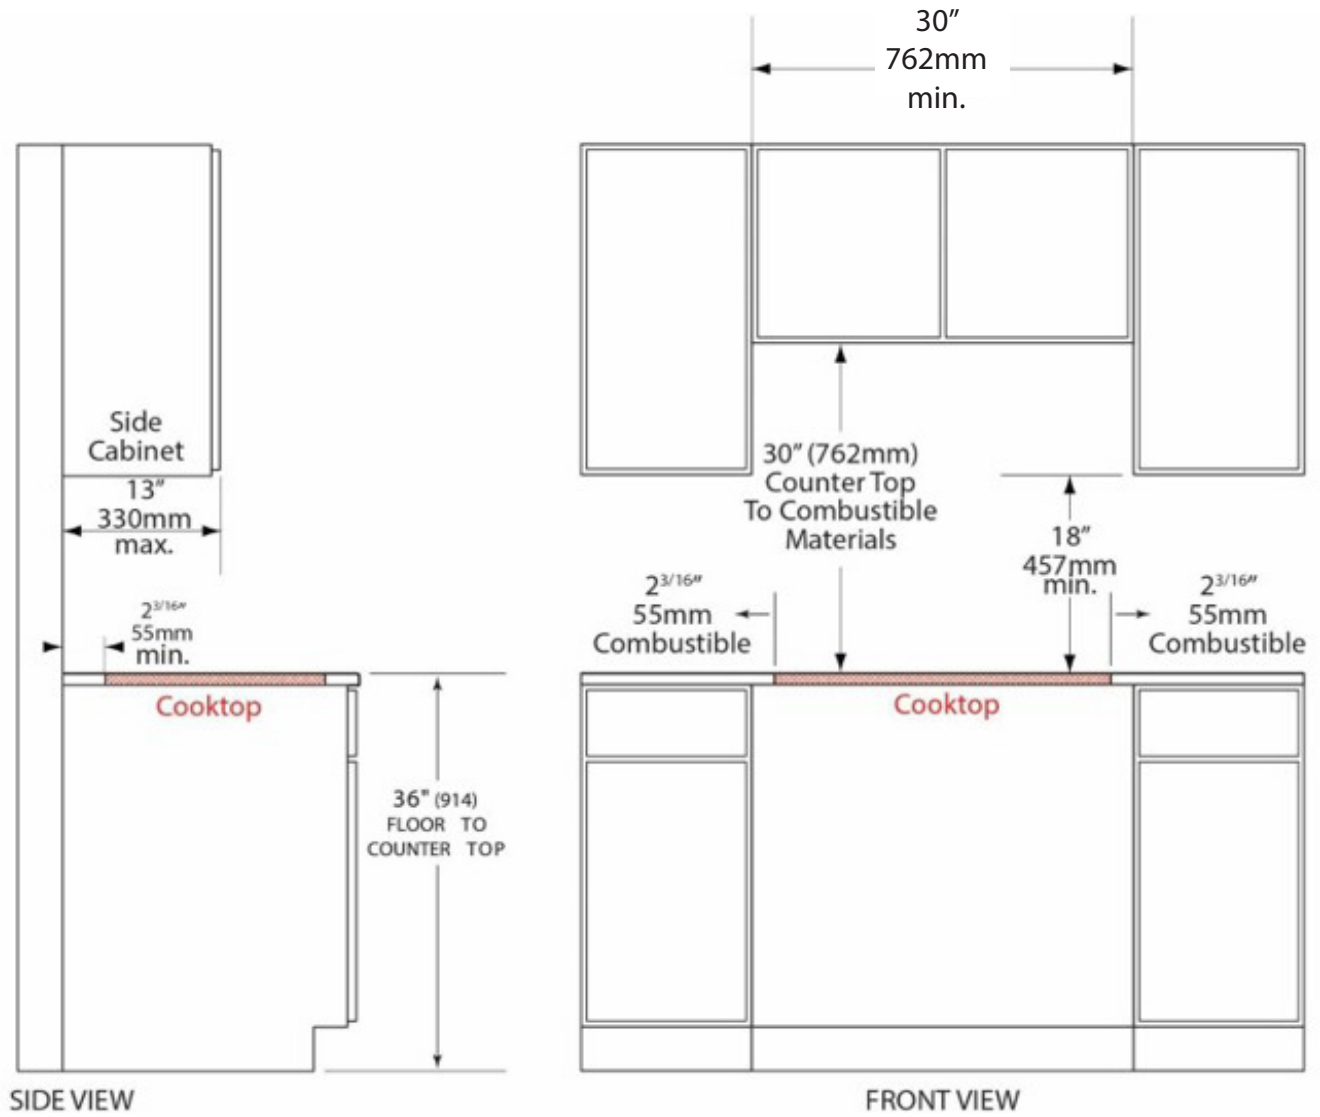 30”
762mm
min.
Side
Cabinet
13”
330mm
max.
2 3/16”
55mm
min.
Cooktop
36" (914)
FLOOR TO
COUNTER TOP
SIDE VIEW
30” (762mm)
Counter Top
To Combustible
Materials
18”
457mm
min.
2 3/16”
55mm
Combustible
2 3/16”
55mm
Combustible
Cooktop
FRONT VIEW